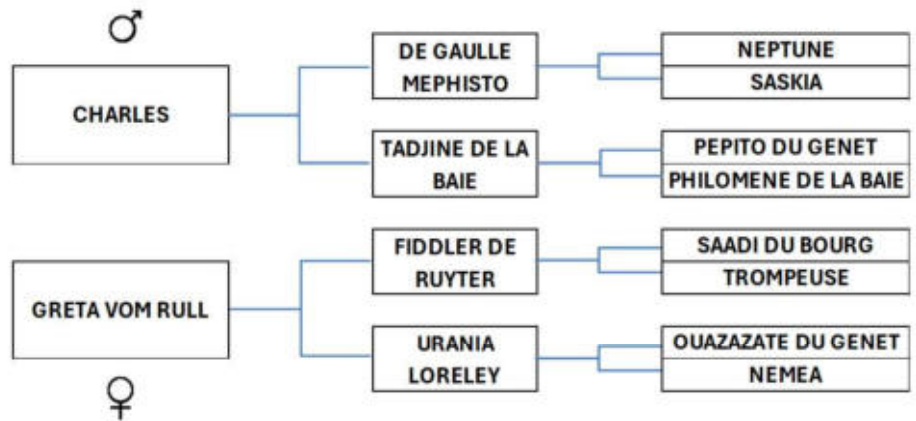 ♂
CHARLES
DE GAULLE
MEPHISTO
NEPTUNE
SASKIA
TADJINE DE LA
BAIE
PEPITO DU GENET
PHILOMENE DE LA BAIE
GRETA VOM RULL
FIDDLER DE
RUYTER
SAADI DU BOURG
TROMPEUSE
URANIA
LORELEY
OUAZAZATE DU GENET
NEMEA
♀